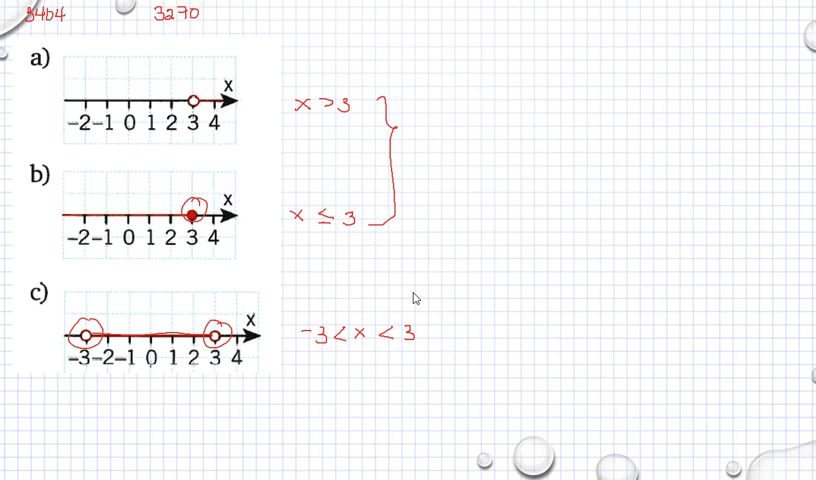 3404 3270
a)
x
-2 -1 0 1 2 3 4
x > 3
b)
x
-2 -1 0 1 2 3 4
x ≤ 3
c)
x
-3 -2 -1 0 1 2 3 4
-3 < x < 3